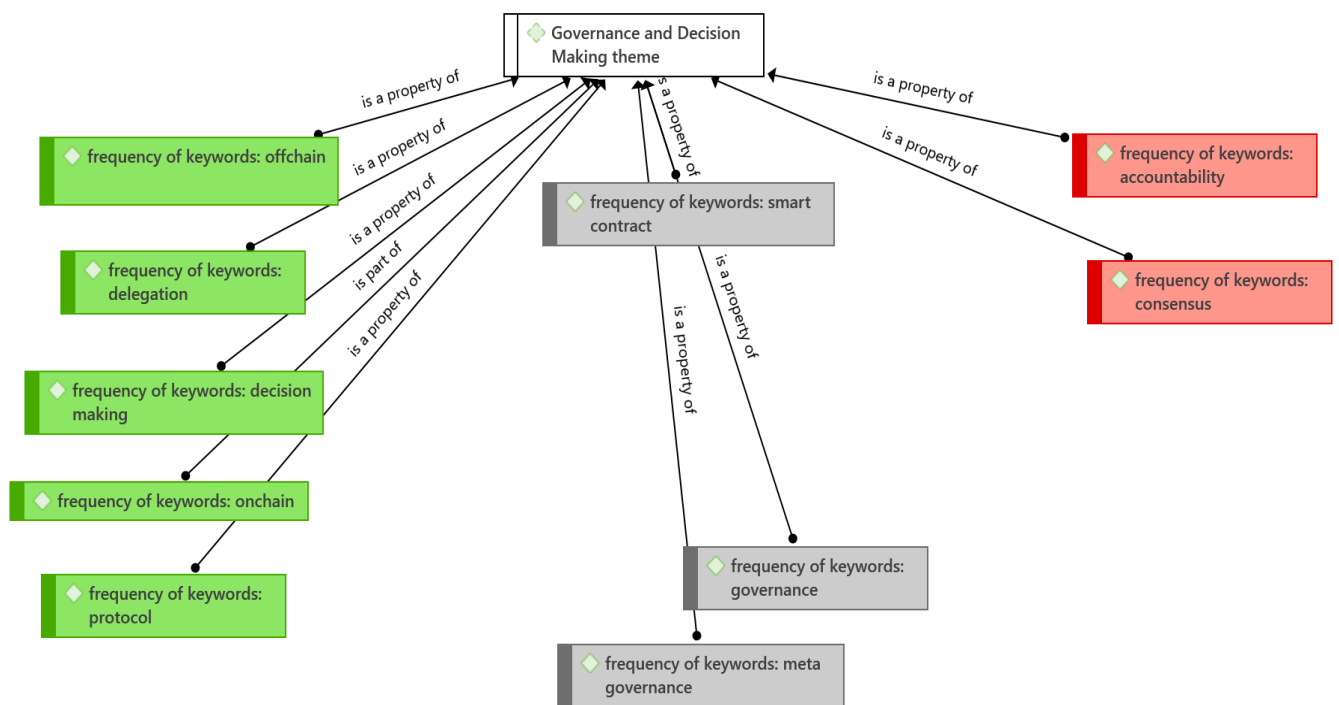 Governance and Decision
Making theme
is a property of
is a property of
is a property of
is part of
is a property of
is a property of
is a property of
is a property of
is a property of
is a property of
frequency of keywords: offchain
frequency of keywords:
delegation
frequency of keywords: decision
making
frequency of keywords: onchain
frequency of keywords:
protocol
frequency of keywords: smart
contract
frequency of keywords:
governance
frequency of keywords: meta
governance
frequency of keywords:
accountability
frequency of keywords:
consensus